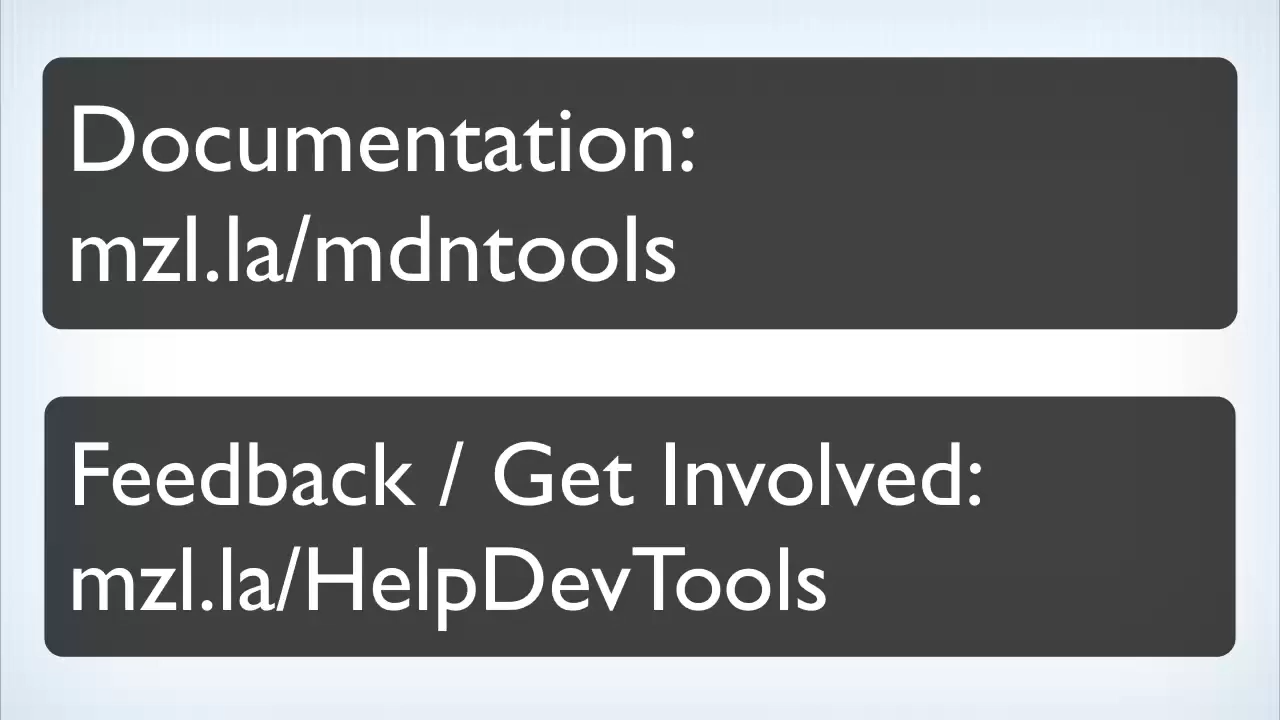 Documentation:
mzl.la/mdntools
Feedback / Get Involved:
mzl.la/HelpDevTools